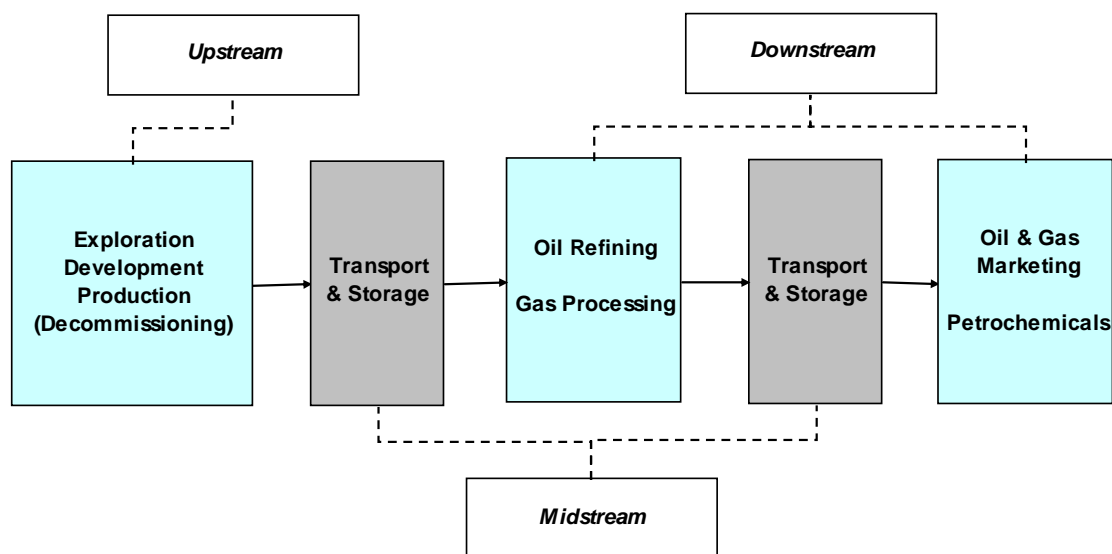 Upstream
Downstream
Exploration
Development
Production
(Decommissioning)
Transport
& Storage
Oil Refining
Gas Processing
Transport
& Storage
Oil & Gas
Marketing
Petrochemicals
Midstream